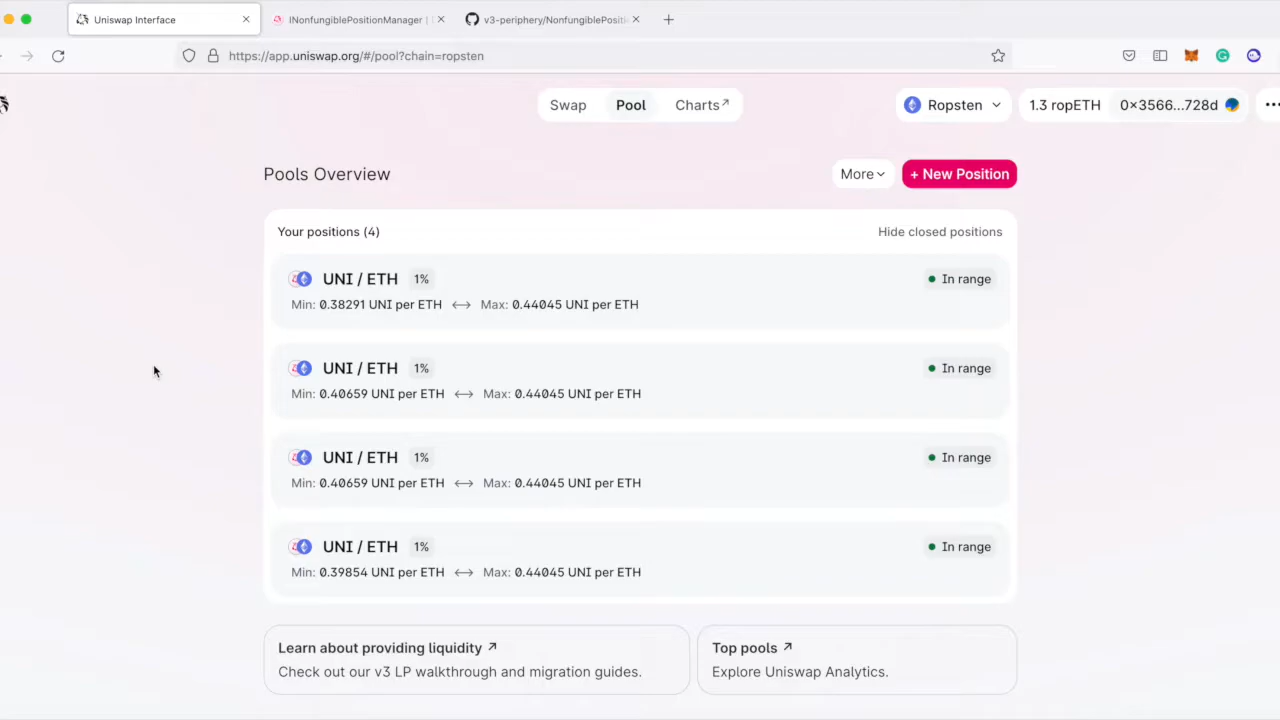 Uniswap Interface
INonfungiblePositionManager |
v3-periphery/NonfungiblePositi
https://app.uniswap.org/#/pool?chain=ropsten
Swap
Pool
Charts↗
Ropsten
1.3 ropETH
0×3566...728d
Pools Overview
More
+ New Position
Your positions (4)
Hide closed positions
UNI / ETH 1%
In range
Min: 0.38291 UNI per ETH ⟷ Max: 0.44045 UNI per ETH
UNI / ETH 1%
In range
Min: 0.40659 UNI per ETH ⟷ Max: 0.44045 UNI per ETH
UNI / ETH 1%
In range
Min: 0.40659 UNI per ETH ⟷ Max: 0.44045 UNI per ETH
UNI / ETH 1%
In range
Min: 0.39854 UNI per ETH ⟷ Max: 0.44045 UNI per ETH
Learn about providing liquidity ↗
Check out our v3 LP walkthrough and migration guides.
Top pools ↗
Explore Uniswap Analytics.